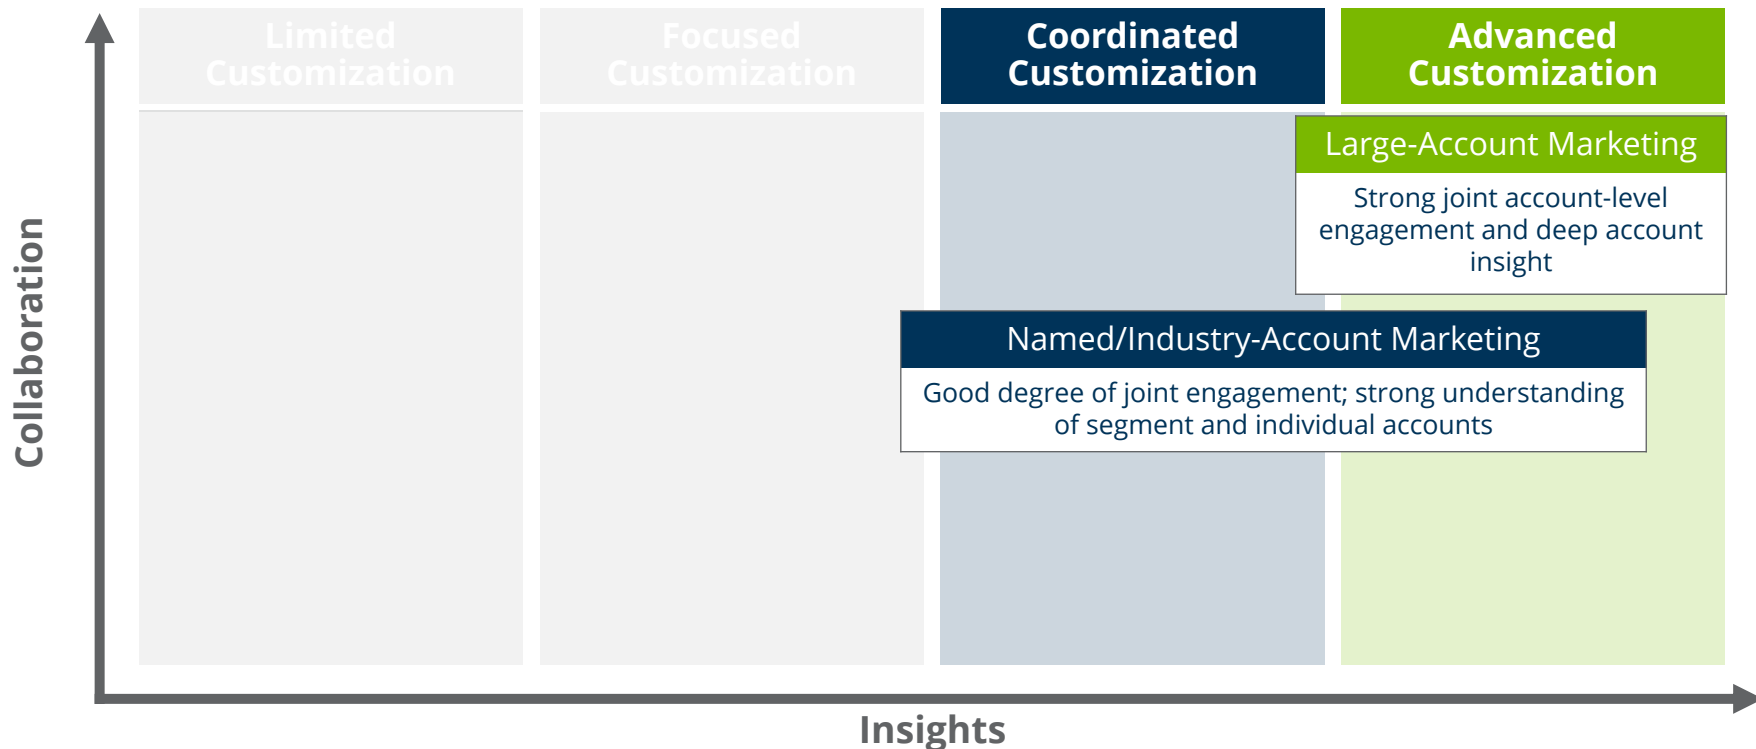 Limited
Customization
Focused
Customization
Coordinated
Customization
Advanced
Customization
Large-Account Marketing
Strong joint account-level
engagement and deep account
insight
Named/Industry-Account Marketing
Good degree of joint engagement; strong understanding
of segment and individual accounts
Collaboration
Insights